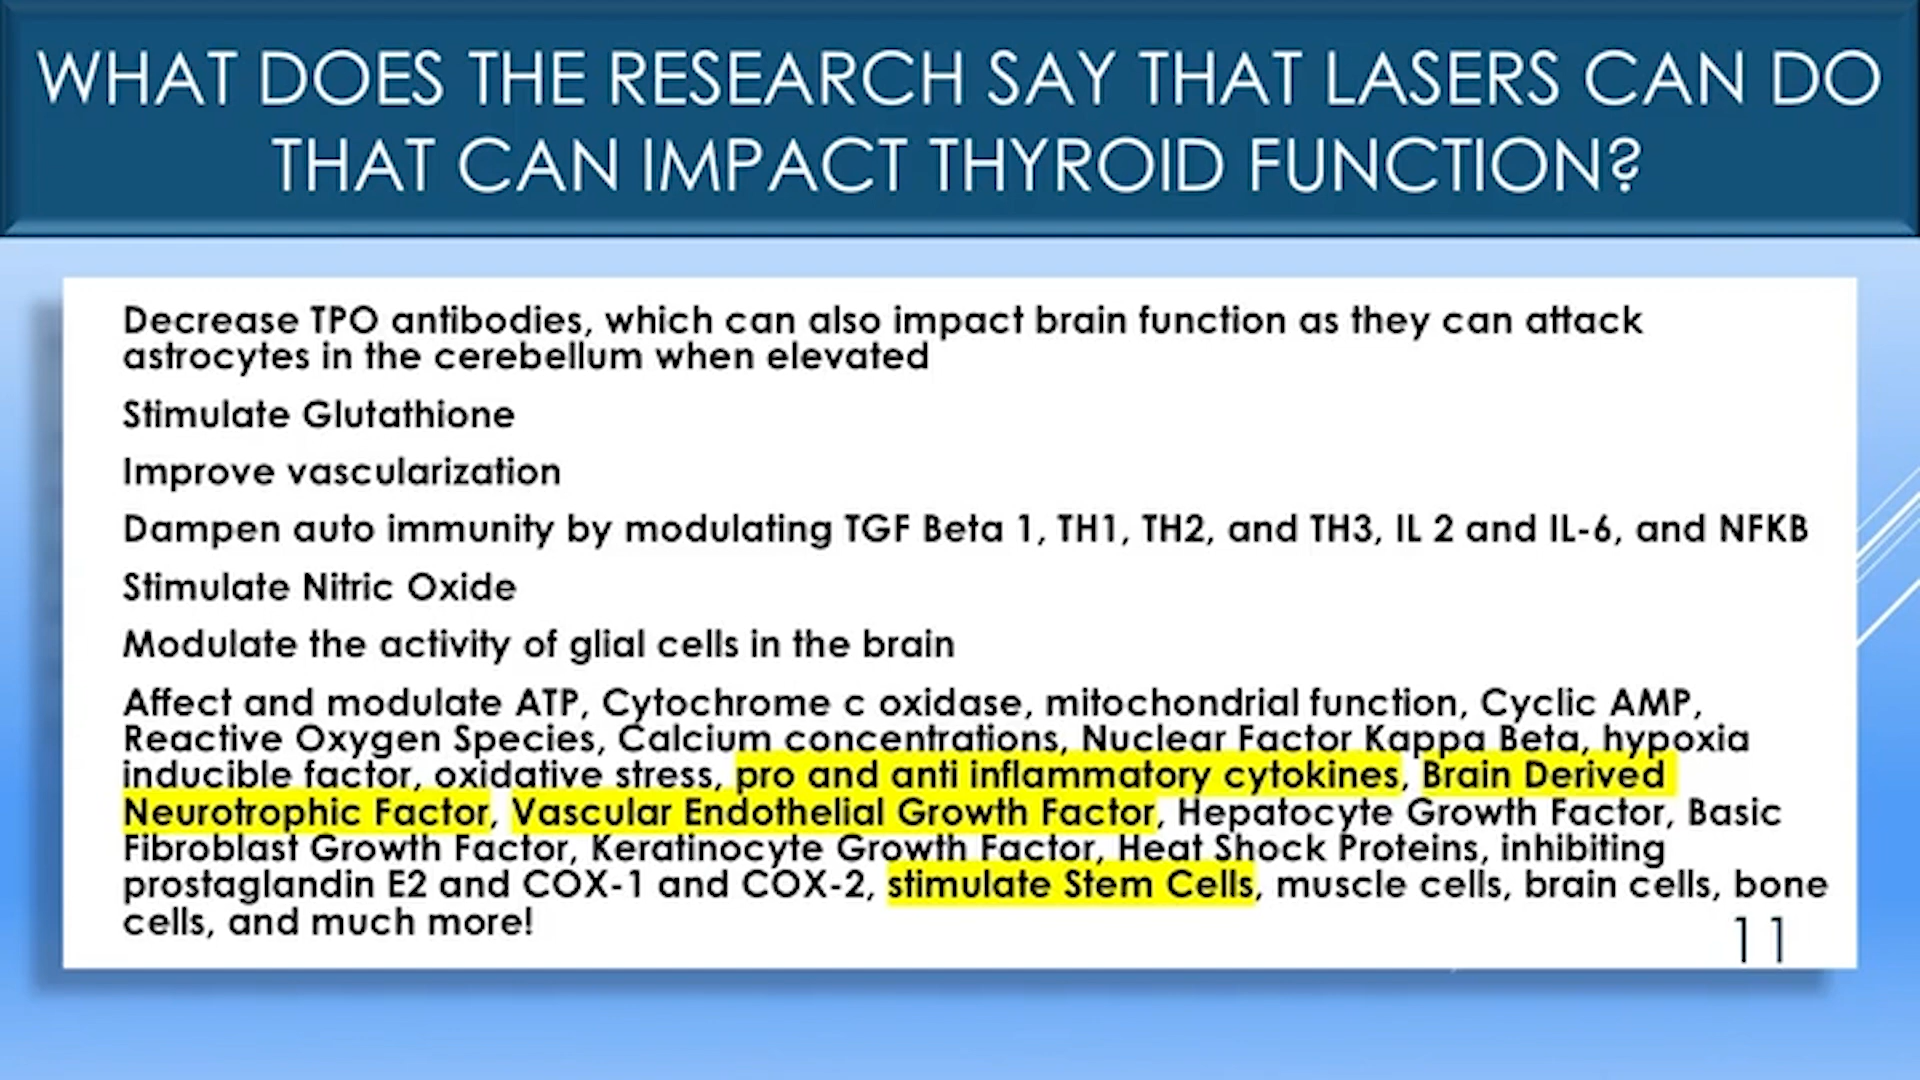 WHAT DOES THE RESEARCH SAY THAT LASERS CAN DO
THAT CAN IMPACT THYROID FUNCTION?
Decrease TPO antibodies, which can also impact brain function as they can attack
astrocytes in the cerebellum when elevated
Stimulate Glutathione
Improve vascularization
Dampen auto immunity by modulating TGF Beta 1, TH1, TH2, and TH3, IL 2 and IL-6, and NFKB
Stimulate Nitric Oxide
Modulate the activity of glial cells in the brain
Affect and modulate ATP, Cytochrome c oxidase, mitochondrial function, Cyclic AMP,
Reactive Oxygen Species, Calcium concentrations, Nuclear Factor Kappa Beta, hypoxia
inducible factor, oxidative stress, pro and anti inflammatory cytokines, Brain Derived
Neurotrophic Factor, Vascular Endothelial Growth Factor, Hepatocyte Growth Factor, Basic
Fibroblast Growth Factor, Keratinocyte Growth Factor, Heat Shock Proteins, inhibiting
prostaglandin E2 and COX-1 and COX-2, stimulate Stem Cells, muscle cells, brain cells, bone
cells, and much more!
11